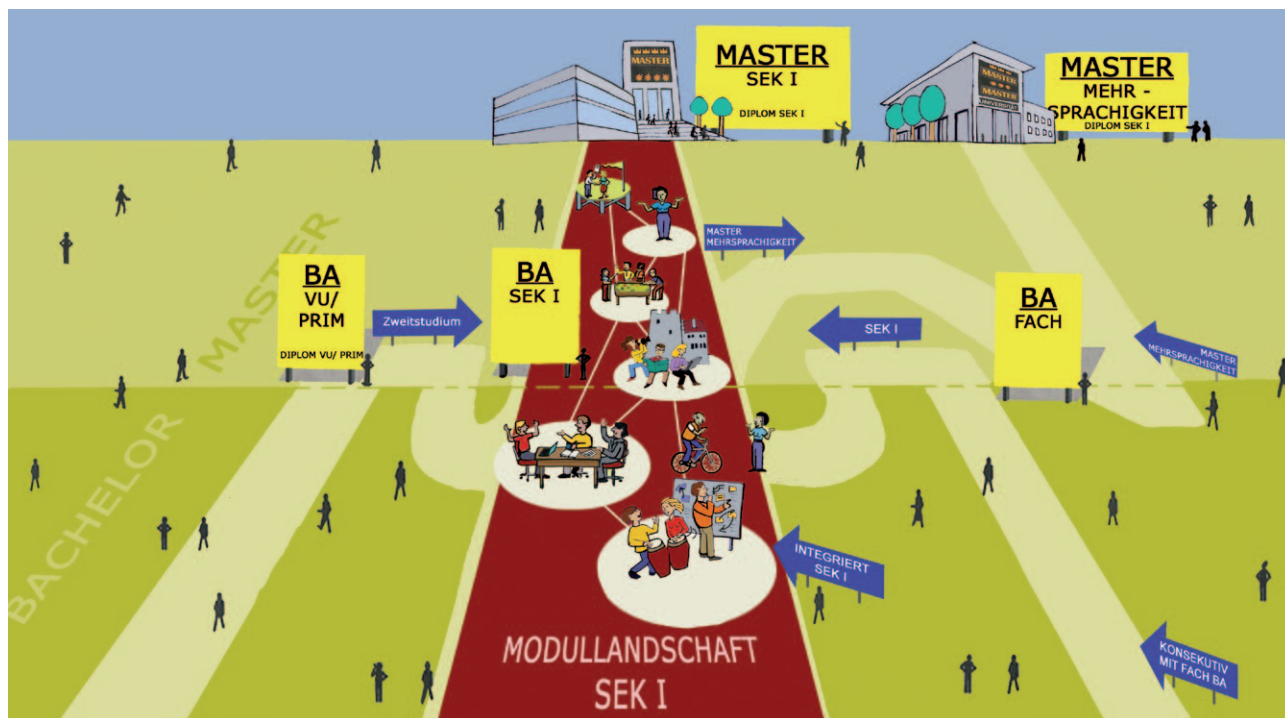 MASTER
SEK I
DIPLOM SEK I
MASTER
MASTER
MEHR -
SPRACHIGKEIT
DIPLOM SEK I
MASTER
MASTER
UNIVERSITÄT
MASTER
MEHRSPRACHIGKEIT
MASTER
BACHELOR
BA
VU/
PRIM
DIPLOM VU/ PRIM
Zweitstudium
BA
SEK I
SEK I
BA
FACH
MASTER
MEHRSPRACHIGKEIT
INTEGRIERT
SEK I
KONSEKUTIV
MIT FACH BA
MODULLANDSCHAFT
SEK I